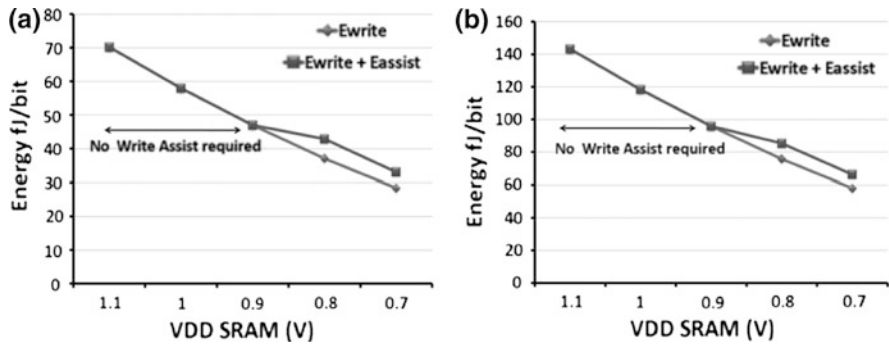 (a)
70
60
50
40
30
20
10
0
Energy fJ/bit
Ewrite
Ewrite + Eassist
No Write Assist required
1.1 1 0.9 0.8 0.7
VDD SRAM (V)
(b)
160
140
120
100
80
60
40
20
0
Energy fJ/bit
Ewrite
Ewrite + Eassist
No Write Assist required
1.1 1 0.9 0.8 0.7
VDD SRAM (V)